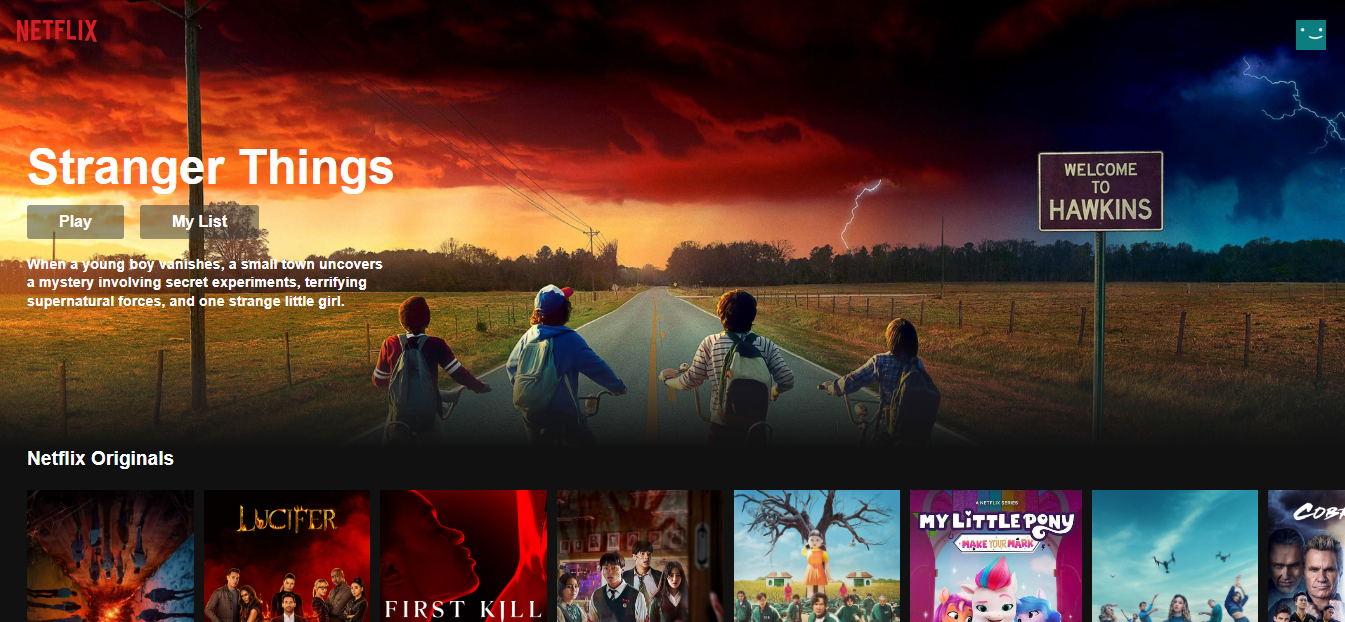 NETFLIX
Stranger Things
Play
My List
When a young boy vanishes, a small town uncovers
a mystery involving secret experiments, terrifying
supernatural forces, and one strange little girl.
WELCOME
TO
HAWKINS
Netflix Originals
LUCIFER
FIRST KILL
A NETFLIX SERIES
MY LITTLE PONY
MAKE YOUR MARK